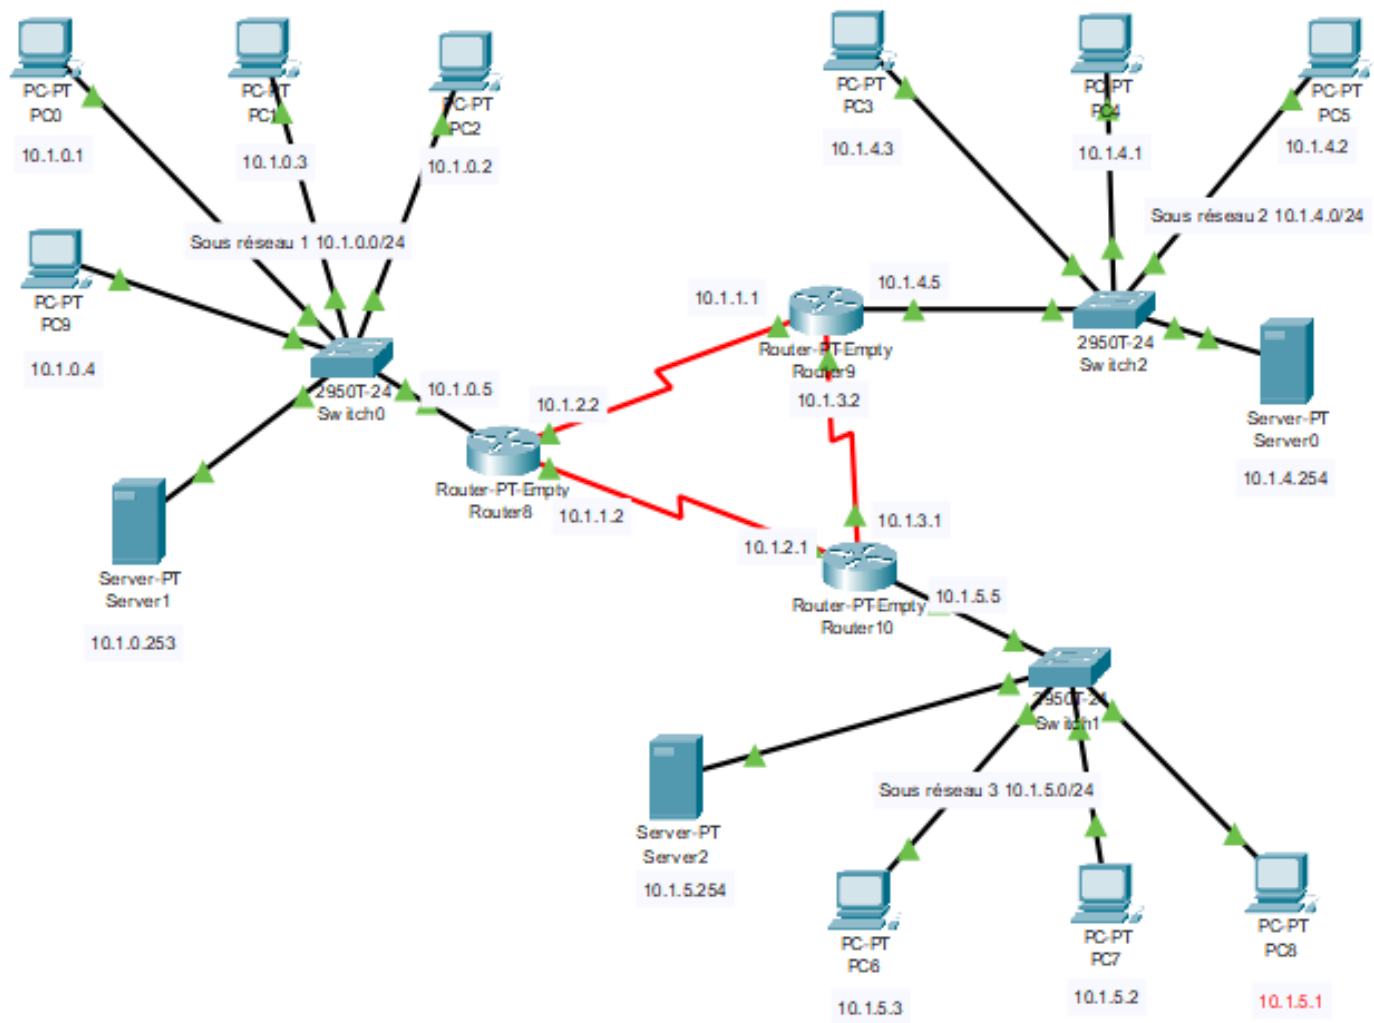 PC-PT
PC0
10.1.0.1
PC-PT
PC1
10.1.0.3
PC-PT
PC2
10.1.0.2
PC-PT
PC3
10.1.4.3
PC-PT
PC4
10.1.4.1
PC-PT
PC5
10.1.4.2
Sous réseau 1 10.1.0.0/24
Sous réseau 2 10.1.4.0/24
PC-PT
PC9
10.1.0.4
2950T-24
Switch0
10.1.0.5
10.1.1.1
10.1.4.5
Router-PT-Empty
Router9
10.1.3.2
2950T-24
Switch2
Server-PT
Server0
10.1.4.254
10.1.2.2
Router-PT-Empty
Router8
10.1.1.2
10.1.2.1
10.1.3.1
Server-PT
Server1
10.1.0.253
Router-PT-Empty
Router10
10.1.5.5
2950T-24
Switch1
Sous réseau 3 10.1.5.0/24
Server-PT
Server2
10.1.5.254
PC-PT
PC6
10.1.5.3
PC-PT
PC7
10.1.5.2
PC-PT
PC8
10.1.5.1